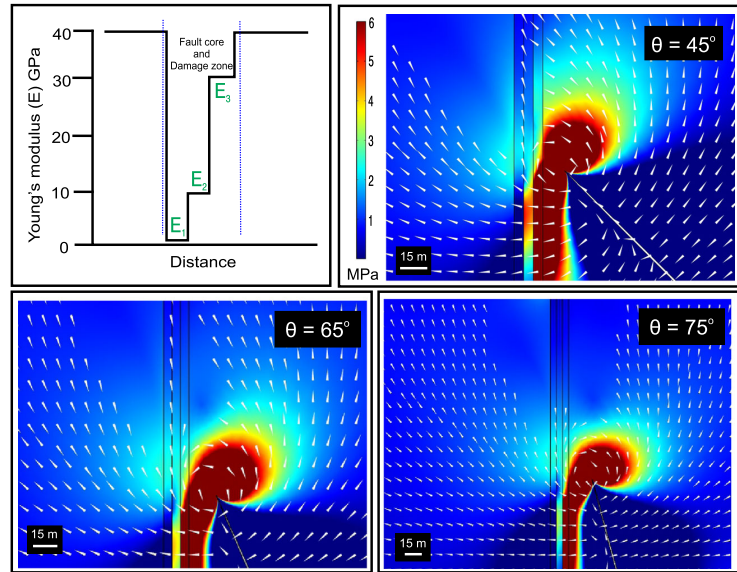 Young's modulus (E) GPa
40
30
20
10
0
Fault core
and
Damage zone
E₁
E₂
E₃
Distance
6
5
4
3
2
1
MPa
θ = 45°
15 m
θ = 65°
15 m
θ = 75°
15 m